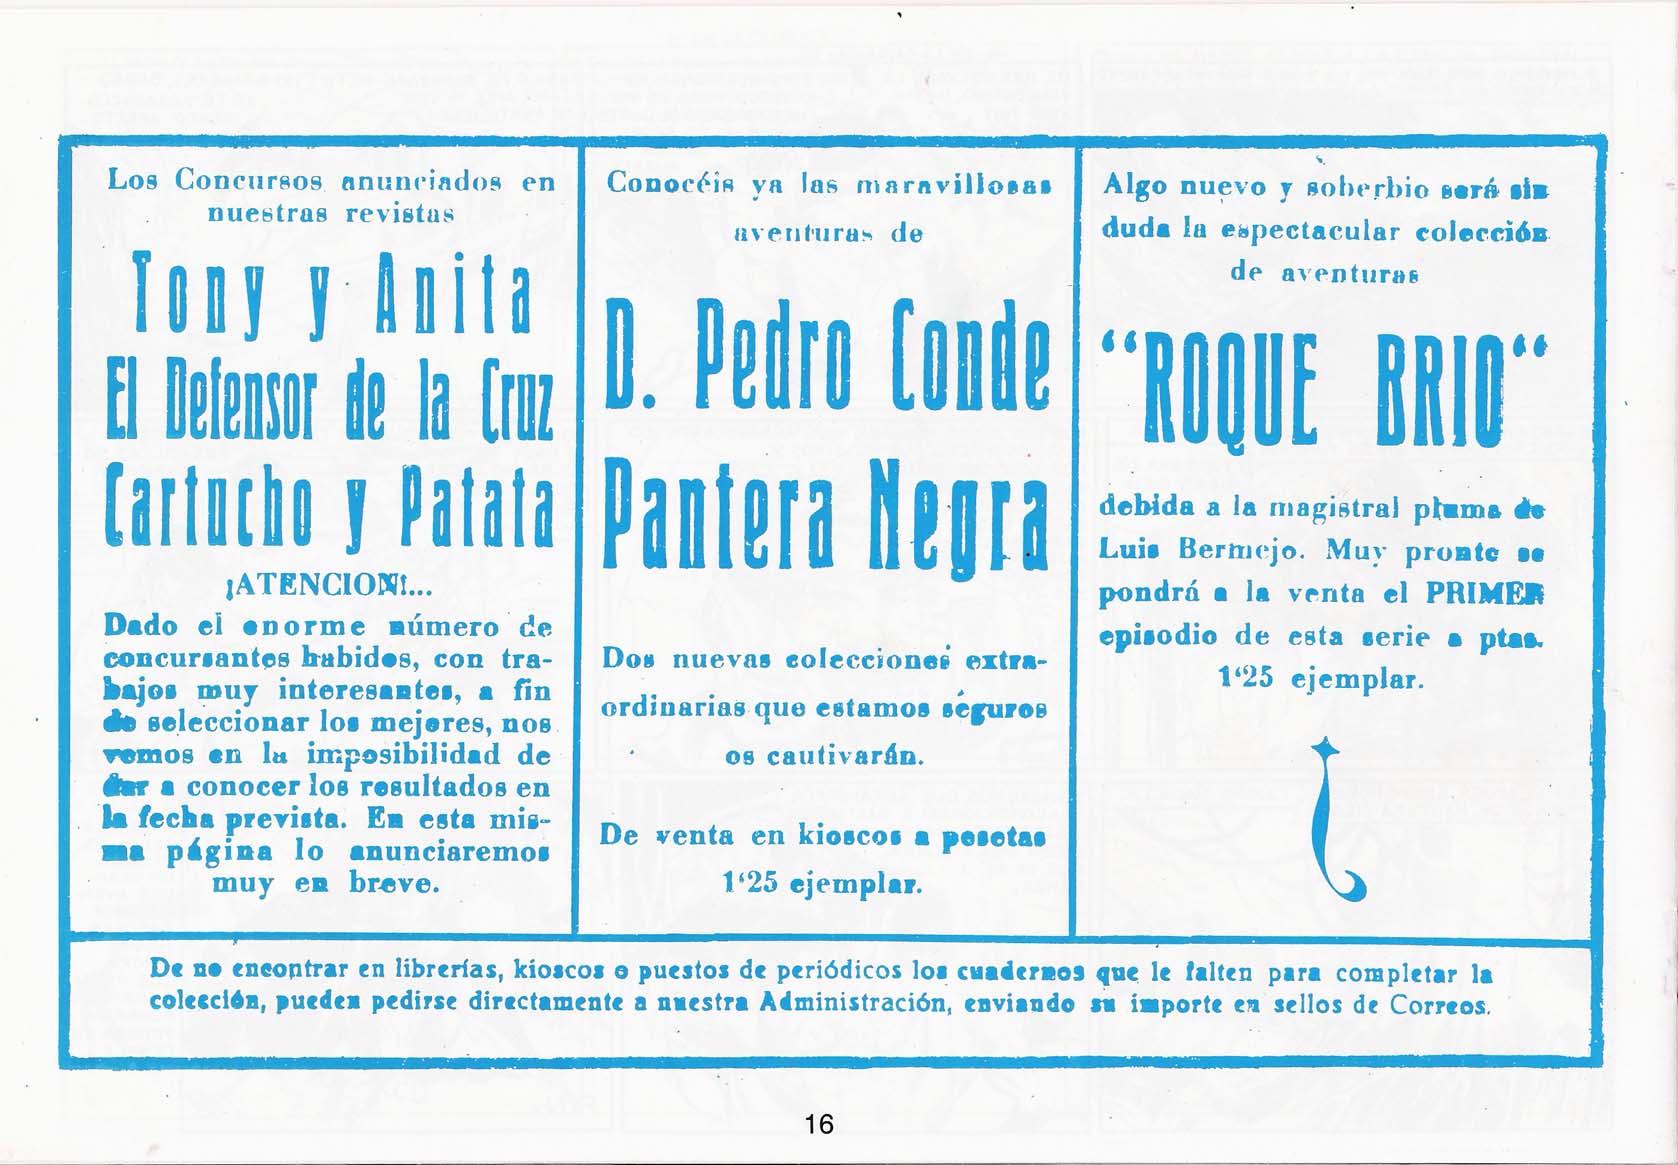 Los Concursos anunciados en
nuestras revistas
Tony y Anita
El Defensor de la Cruz
Cartucho y Patata
¡ATENCION!...
Dado el enorme número de
concursantes habidos, con tra-
bajos muy interesantes, a fin
de seleccionar los mejores, nos
vemos en la imposibilidad de
dar a conocer los resultados en
la fecha prevista. En esta mis-
ma página lo anunciaremos
muy en breve.
Conocéis ya las maravillosas
aventuras de
D. Pedro Conde
Pantera Negra
Dos nuevas colecciones extra-
ordinarias que estamos seguros
os cautivarán.
De venta en kioscos a pesetas
1'25 ejemplar.
Algo nuevo y soberbio será sin
duda la espectacular colección
de aventuras
“ROQUE BRIO“
debida a la magistral pluma de
Luis Bermejo. Muy pronto se
pondrá a la venta el PRIMER
episodio de esta serie a ptas.
1'25 ejemplar.
De no encontrar en librerías, kioscos o puestos de periódicos los cuadernos que le falten para completar la
colección, pueden pedirse directamente a nuestra Administración, enviando su importe en sellos de Correos.
16